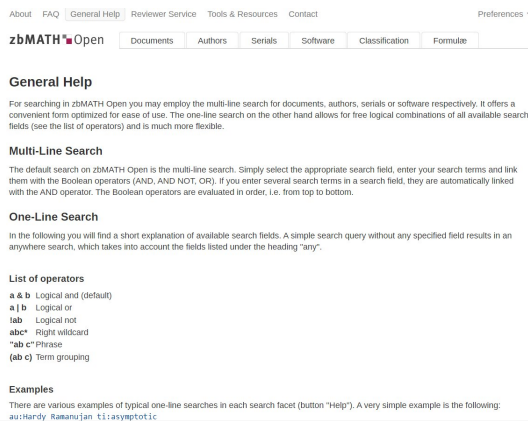 About FAQ General Help Reviewer Service Tools & Resources Contact Preferences
zbMATH Open Documents Authors Serials Software Classification Formulæ
General Help
For searching in zbMATH Open you may employ the multi-line search for documents, authors, serials or software respectively. It offers a
convenient form optimized for ease of use. The one-line search on the other hand allows for free logical combinations of all available search
fields (see the list of operators) and is much more flexible.
Multi-Line Search
The default search on zbMATH Open is the multi-line search. Simply select the appropriate search field, enter your search terms and link
them with the Boolean operators (AND, AND NOT, OR). If you enter several search terms in a search field, they are automatically linked
with the AND operator. The Boolean operators are evaluated in order, i.e. from top to bottom.
One-Line Search
In the following you will find a short explanation of available search fields. A simple search query without any specified field results in an
anywhere search, which takes into account the fields listed under the heading "any".
List of operators
a & b Logical and (default)
a | b Logical or
!ab Logical not
abc* Right wildcard
"ab c" Phrase
(ab c) Term grouping
Examples
There are various examples of typical one-line searches in each search facet (button "Help"). A very simple example is the following:
au:Hardy Ramanujan ti:asymptotic